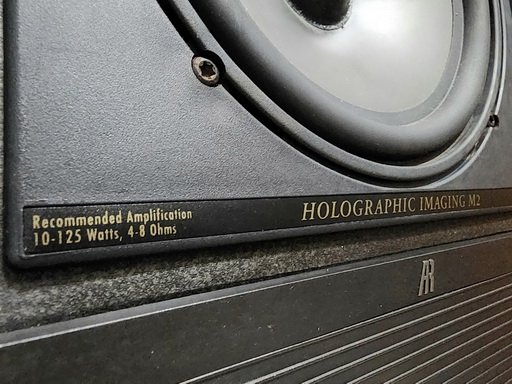 Recommended Amplification
10-125 Watts, 4-8 Ohms
HOLOGRAPHIC IMAGING M2
AR